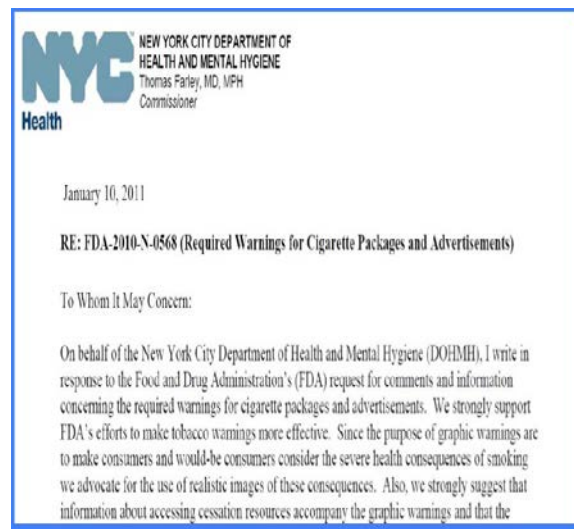 NYC
Health
NEW YORK CITY DEPARTMENT OF
HEALTH AND MENTAL HYGIENE
Thomas Farley, MD, MPH
Commissioner
January 10, 2011
RE: FDA-2010-N-0568 (Required Warnings for Cigarette Packages and Advertisements)
To Whom It May Concern:
On behalf of the New York City Department of Health and Mental Hygiene (DOHMH), I write in
response to the Food and Drug Administration's (FDA) request for comments and information
concerning the required warnings for cigarette packages and advertisements. We strongly support
FDA's efforts to make tobacco warnings more effective. Since the purpose of graphic warnings are
to make consumers and would-be consumers consider the severe health consequences of smoking
we advocate for the use of realistic images of these consequences. Also, we strongly suggest that
information about accessing cessation resources accompany the graphic warnings and that the